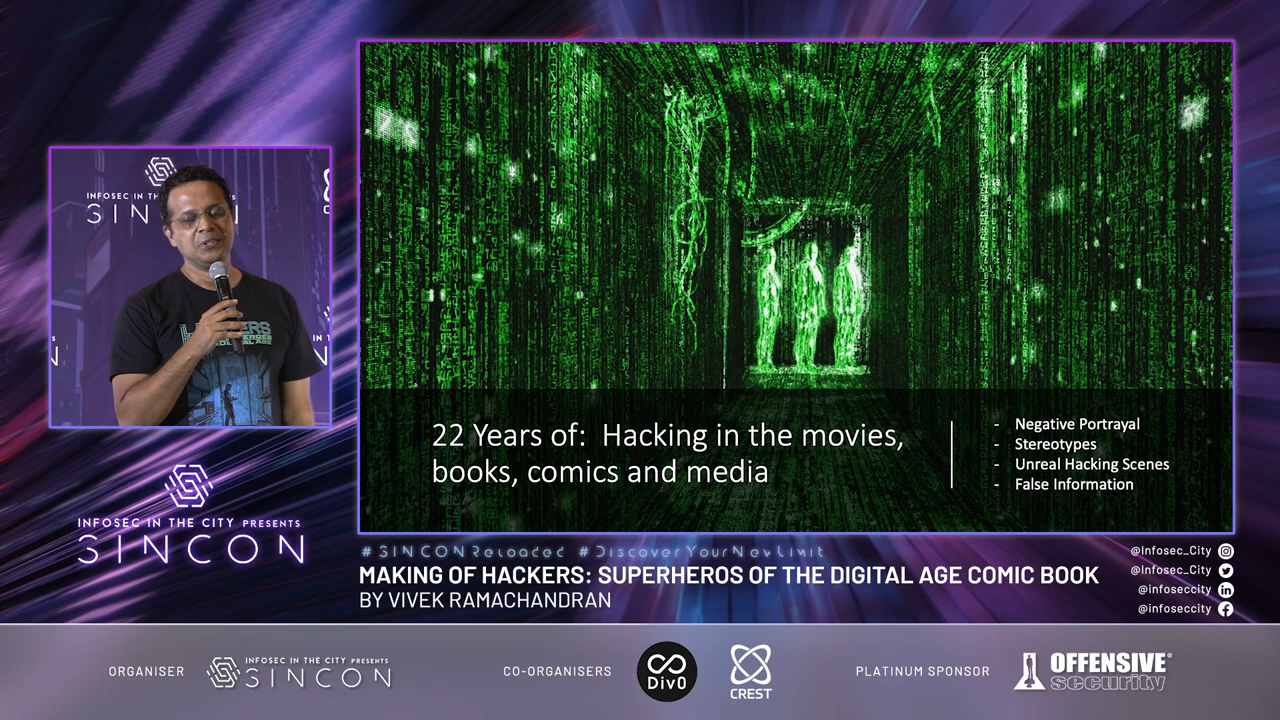 INFOSEC IN THE
SIN N
22 Years of: Hacking in the movies,
books, comics and media
- Negative Portrayal
- Stereotypes
- Unreal Hacking Scenes
- False Information
INFOSEC IN THE CITY PRESENTS
SINCON
#SINCONReloaded #DiscoverYourNewLimit
MAKING OF HACKERS: SUPERHEROS OF THE DIGITAL AGE COMIC BOOK
BY VIVEK RAMACHANDRAN
@Infosec_City
@Infosec_City
@infoseccity
@infoseccity
ORGANISER
INFOSEC IN THE CITY PRESENTS
SINCON
CO-ORGANISERS
Div0
CREST
PLATINUM SPONSOR
OFFENSIVE®
security